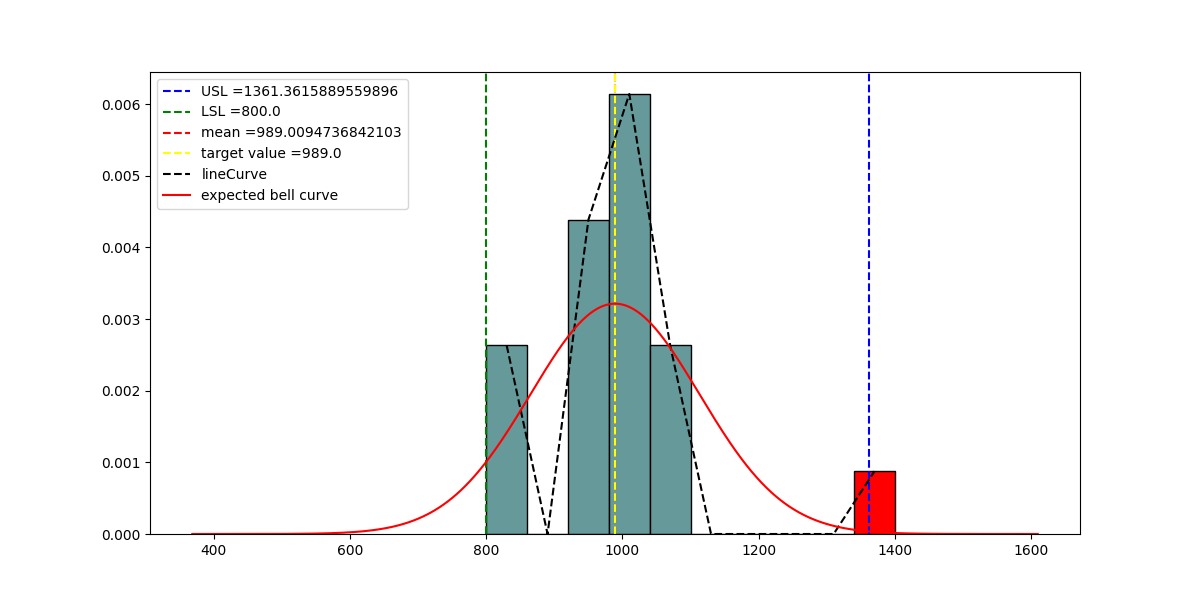 USL =1361.3615889559896
LSL =800.0
mean =989.0094736842103
target value =989.0
lineCurve
expected bell curve
0.006
0.005
0.004
0.003
0.002
0.001
0.000
400 600 800 1000 1200 1400 1600